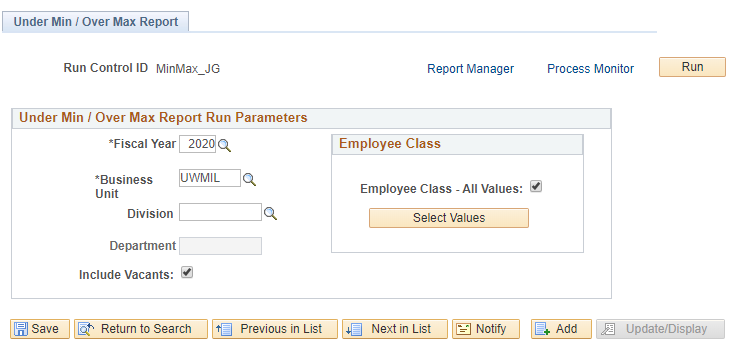 Under Min / Over Max Report
Run Control ID MinMax_JG Report Manager Process Monitor Run
Under Min / Over Max Report Run Parameters
*Fiscal Year 2020
Employee Class
*Business Unit UWMIL
Employee Class - All Values:
Division
Select Values
Department
Include Vacants:
Save Return to Search Previous in List Next in List Notify Add Update/Display